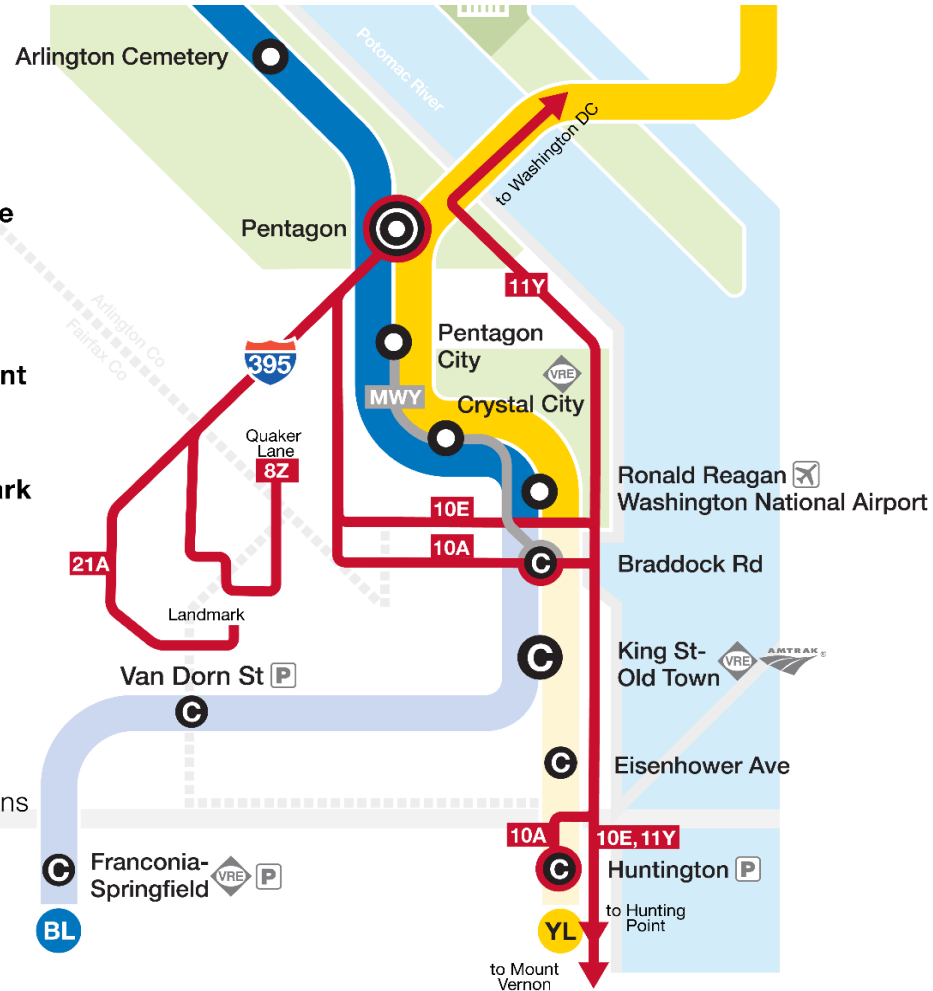 Arlington Cemetery
Potomac River
to Washington DC
e
Pentagon
11Y
Arlington Co
Fairfax Co
395
Pentagon
City
nt
VRE
MWY
Crystal City
Quaker
Lane
8Z
ark
Ronald Reagan
Washington National Airport
10E
10A
21A
C
Braddock Rd
Landmark
C
King St-
Old Town
VRE
AMTRAK®
Van Dorn St P
C
C
Eisenhower Ave
ns
10A
10E, 11Y
C
Franconia-
Springfield
VRE
P
C
Huntington P
to Hunting
Point
BL
YL
to Mount
Vernon